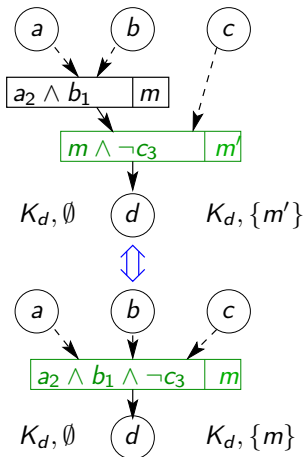 a b c
a₂ ∧ b₁ m
m ∧ ¬c₃ m′
K_d, ∅ d K_d, {m′}
a b c
a₂ ∧ b₁ ∧ ¬c₃ m
K_d, ∅ d K_d, {m}